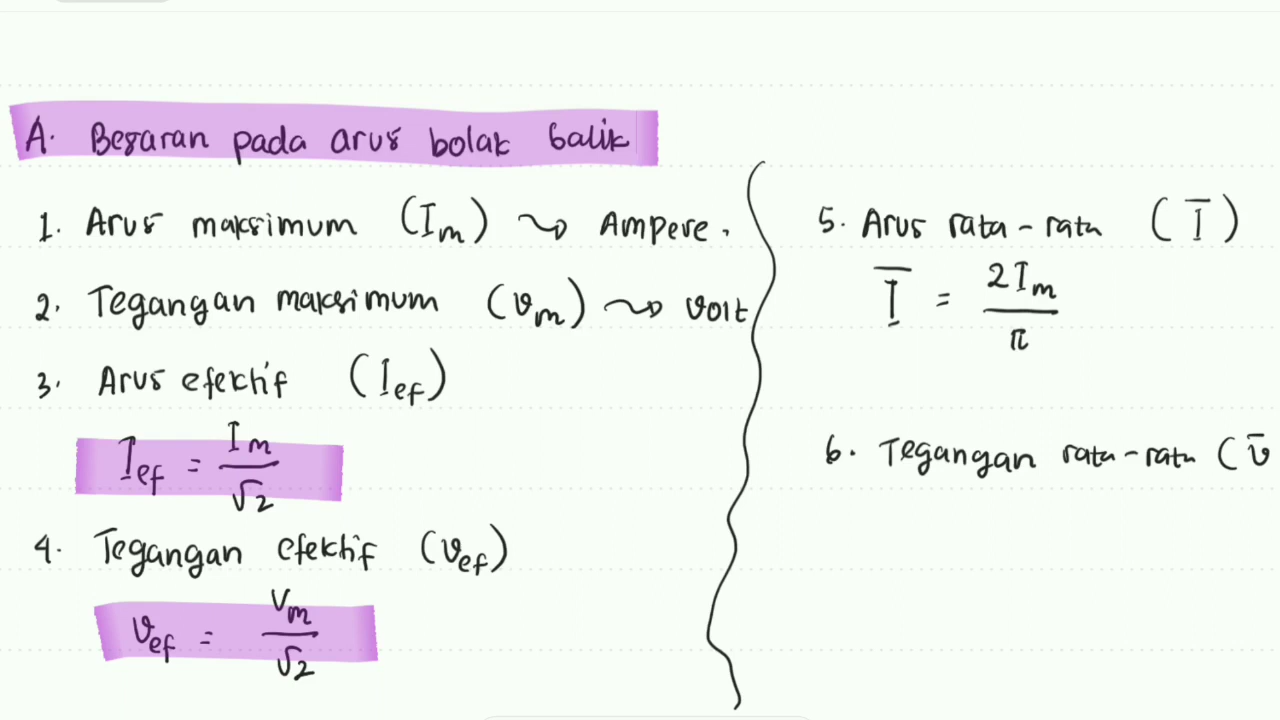 A. Besaran pada arus bolak balik
1. Arus maksimum (Im) ⇝ Ampere.
2. Tegangan maksimum (Vm) ⇝ Volt
3. Arus efektif (Ief)
Ief = Im/√2
4. Tegangan efektif (Vef)
Vef = Vm/√2
5. Arus rata-rata (Ī)
Ī = 2Im/π
6. Tegangan rata-rata (V̄